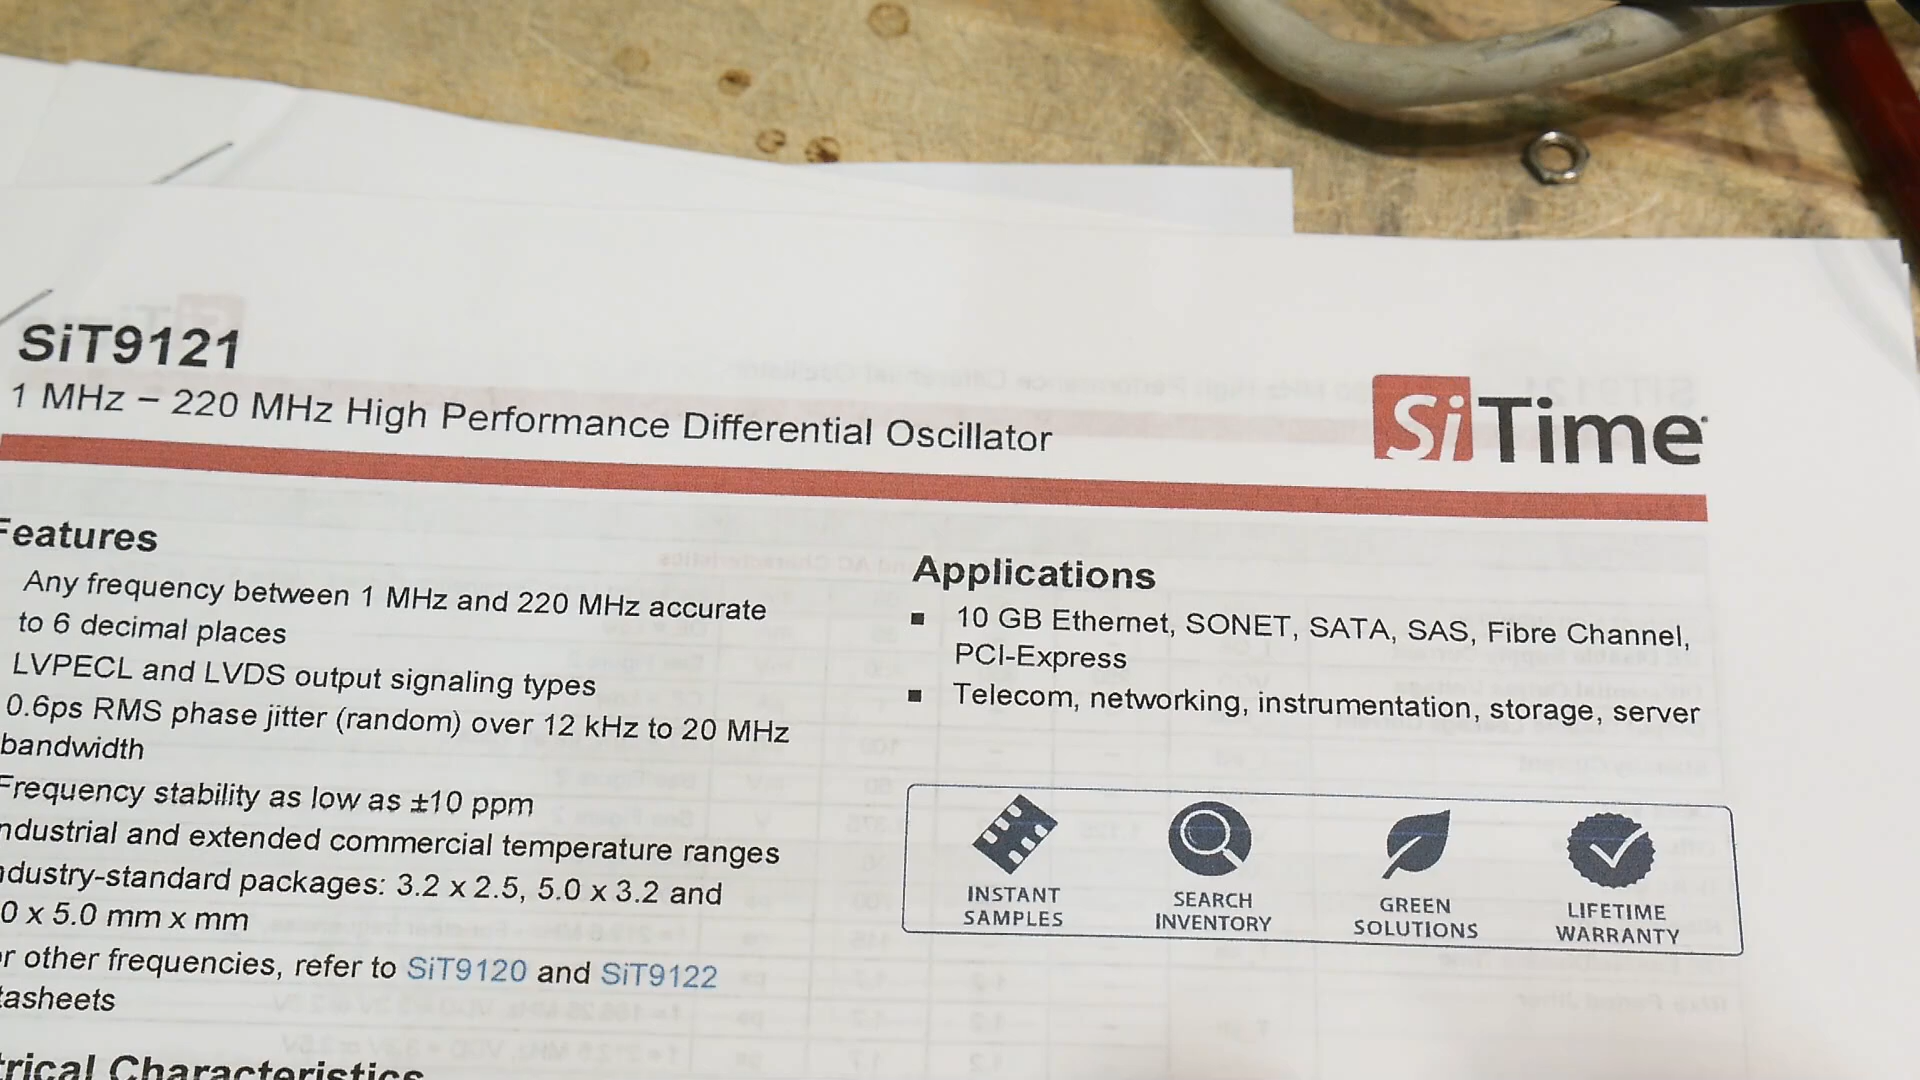 SiT9121
1 MHz – 220 MHz High Performance Differential Oscillator
SiTime
Features
Any frequency between 1 MHz and 220 MHz accurate
to 6 decimal places
LVPECL and LVDS output signaling types
0.6ps RMS phase jitter (random) over 12 kHz to 20 MHz
bandwidth
Frequency stability as low as ±10 ppm
ndustrial and extended commercial temperature ranges
ndustry-standard packages: 3.2 x 2.5, 5.0 x 3.2 and
0 x 5.0 mm x mm
or other frequencies, refer to SiT9120 and SiT9122
tasheets
trical Characteristics
Applications
▪ 10 GB Ethernet, SONET, SATA, SAS, Fibre Channel,
PCI-Express
▪ Telecom, networking, instrumentation, storage, server
INSTANT
SAMPLES
SEARCH
INVENTORY
GREEN
SOLUTIONS
LIFETIME
WARRANTY